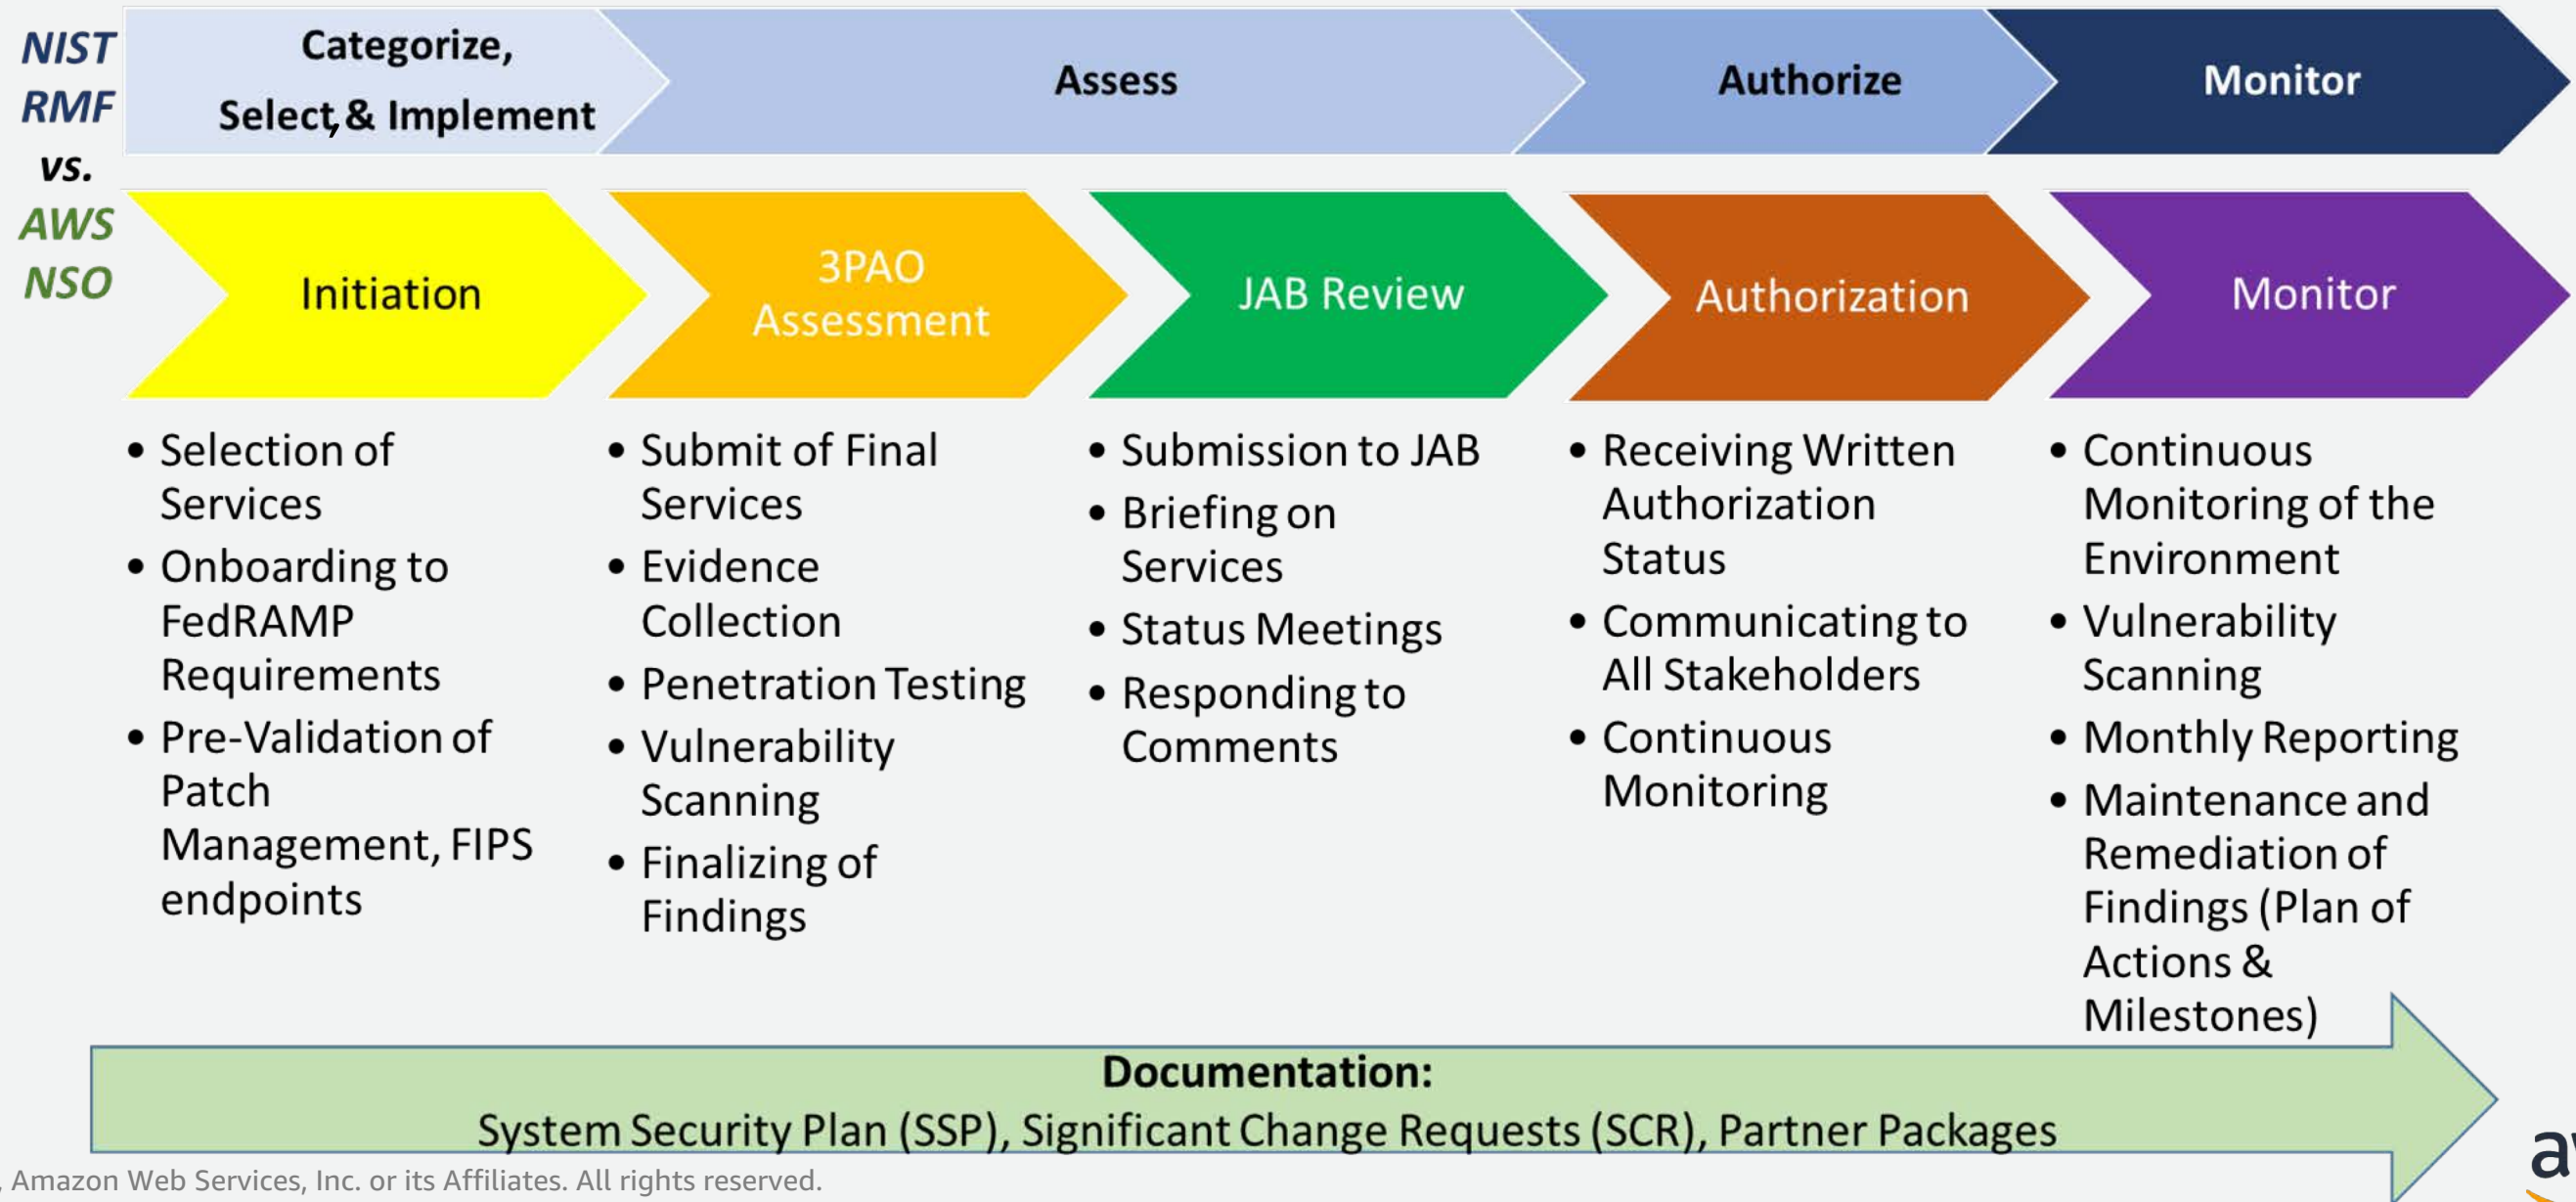 NIST
RMF
vs.
AWS
NSO
Categorize,
Select, & Implement
Assess
Authorize
Monitor
Initiation
3PAO
Assessment
JAB Review
Authorization
Monitor
• Selection of
Services
• Onboarding to
FedRAMP
Requirements
• Pre-Validation of
Patch
Management, FIPS
endpoints
• Submit of Final
Services
• Evidence
Collection
• Penetration Testing
• Vulnerability
Scanning
• Finalizing of
Findings
• Submission to JAB
• Briefing on
Services
• Status Meetings
• Responding to
Comments
• Receiving Written
Authorization
Status
• Communicating to
All Stakeholders
• Continuous
Monitoring
• Continuous
Monitoring of the
Environment
• Vulnerability
Scanning
• Monthly Reporting
• Maintenance and
Remediation of
Findings (Plan of
Actions &
Milestones)
Documentation:
System Security Plan (SSP), Significant Change Requests (SCR), Partner Packages
, Amazon Web Services, Inc. or its Affiliates. All rights reserved.